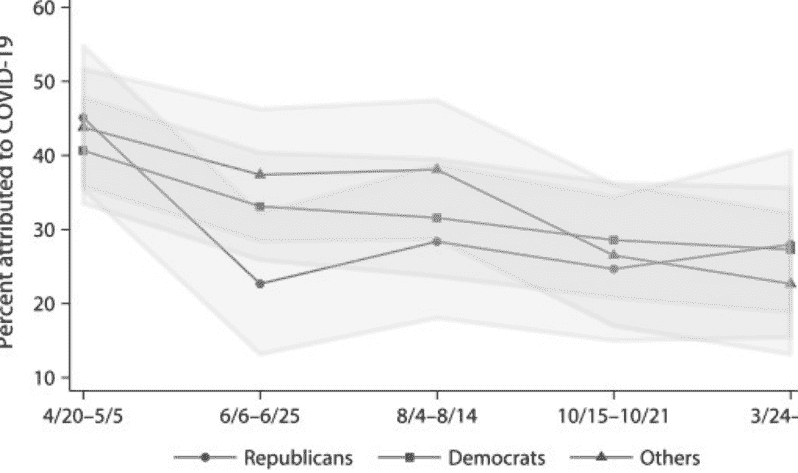 60
50
40
30
20
10
Percent attributed to COVID-19
4/20–5/5 6/6–6/25 8/4–8/14 10/15–10/21 3/24–
Republicans Democrats Others